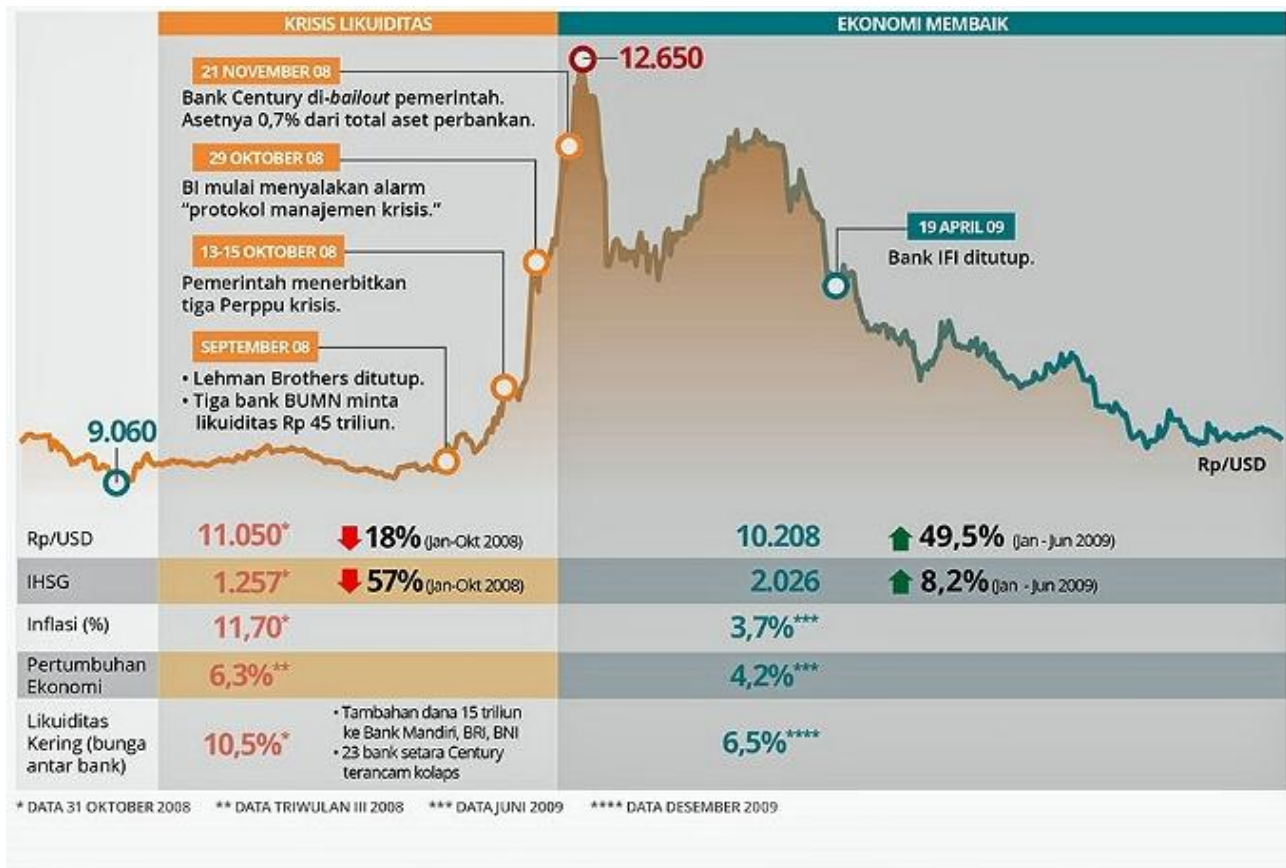 KRISIS LIKUIDITAS
EKONOMI MEMBAIK
12.650
21 NOVEMBER 08
Bank Century di-bailout pemerintah.
Asetnya 0,7% dari total aset perbankan.
29 OKTOBER 08
BI mulai menyalakan alarm
“protokol manajemen krisis.”
13-15 OKTOBER 08
Pemerintah menerbitkan
tiga Perppu krisis.
SEPTEMBER 08
• Lehman Brothers ditutup.
• Tiga bank BUMN minta
likuiditas Rp 45 triliun.
19 APRIL 09
Bank IFI ditutup.
9.060
Rp/USD
Rp/USD 11.050* 18% (Jan-Okt 2008) 10.208 49,5% (Jan - Jun 2009)
IHSG 1.257* 57% (Jan-Okt 2008) 2.026 8,2% (Jan - Jun 2009)
Inflasi (%) 11,70* 3,7%***
Pertumbuhan
Ekonomi 6,3%** 4,2%***
Likuiditas
Kering (bunga
antar bank)
10,5*%
• Tambahan dana 15 triliun
ke Bank Mandiri, BRI, BNI
• 23 bank setara Century
terancam kolaps
6,5%****
* DATA 31 OKTOBER 2008 ** DATA TRIWULAN III 2008 *** DATA JUNI 2009 **** DATA DESEMBER 2009